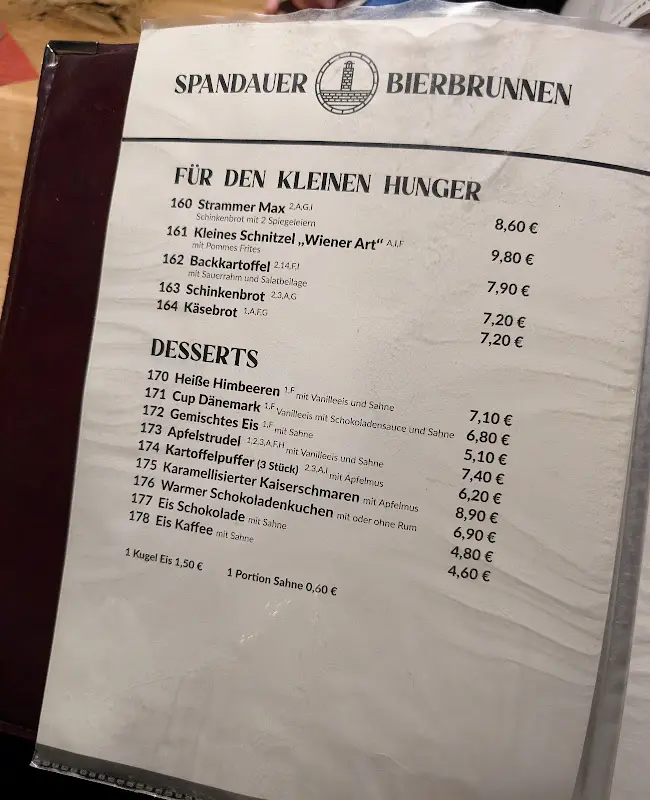 SPANDAUER BIERBRUNNEN
FÜR DEN KLEINEN HUNGER
160 Strammer Max 2,A,G,I 8,60 €
Schinkenbrot mit 2 Spiegeleiern
161 Kleines Schnitzel „Wiener Art“ A,I,F 9,80 €
mit Pommes Frites
162 Backkartoffel 2,14,F,I 7,90 €
mit Sauerrahm und Salatbeilage
163 Schinkenbrot 2,3,A,G 7,20 €
164 Käsebrot 1,A,F,G 7,20 €
DESSERTS
170 Heiße Himbeeren 1,F mit Vanilleeis und Sahne 7,10 €
171 Cup Dänemark 1,F Vanilleeis mit Schokoladensauce und Sahne 6,80 €
172 Gemischtes Eis 1,F mit Sahne 5,10 €
173 Apfelstrudel 1,2,3,A,F,H mit Vanilleeis und Sahne 7,40 €
174 Kartoffelpuffer (3 Stück) 2,3,A,I mit Apfelmus 6,20 €
175 Karamellisierter Kaiserschmaren mit Apfelmus 8,90 €
176 Warmer Schokoladenkuchen mit oder ohne Rum 6,90 €
177 Eis Schokolade mit Sahne 4,80 €
178 Eis Kaffee mit Sahne 4,60 €
1 Kugel Eis 1,50 € 1 Portion Sahne 0,60 €